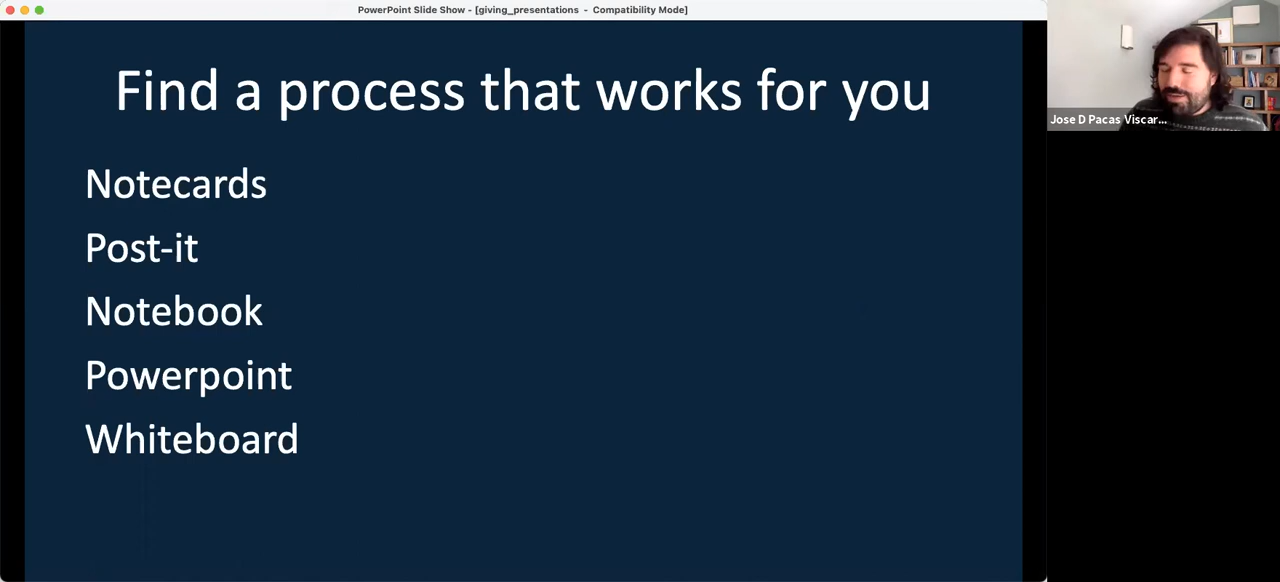 PowerPoint Slide Show - [giving_presentations - Compatibility Mode]
Find a process that works for you
Notecards
Post-it
Notebook
Powerpoint
Whiteboard
Jose D Pacas Viscar...